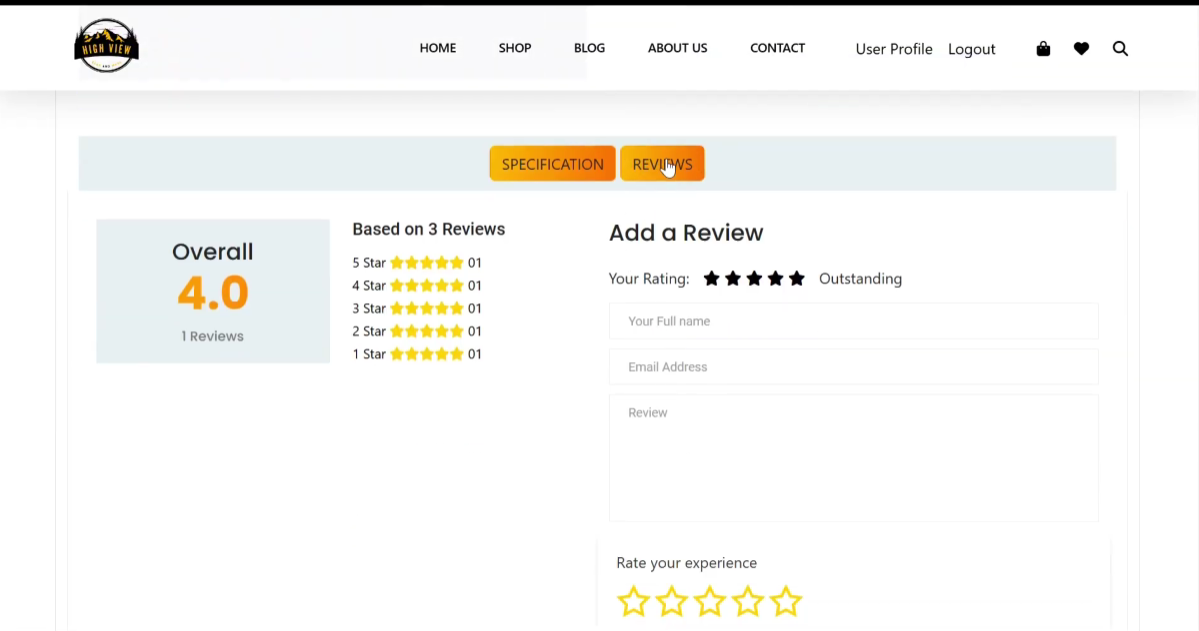 HIGH VIEW
HOME SHOP BLOG ABOUT US CONTACT User Profile Logout
SPECIFICATION REVIEWS
Overall
4.0
1 Reviews
Based on 3 Reviews
5 Star 01
4 Star 01
3 Star 01
2 Star 01
1 Star 01
Add a Review
Your Rating: Outstanding
Your Full name
Email Address
Review
Rate your experience